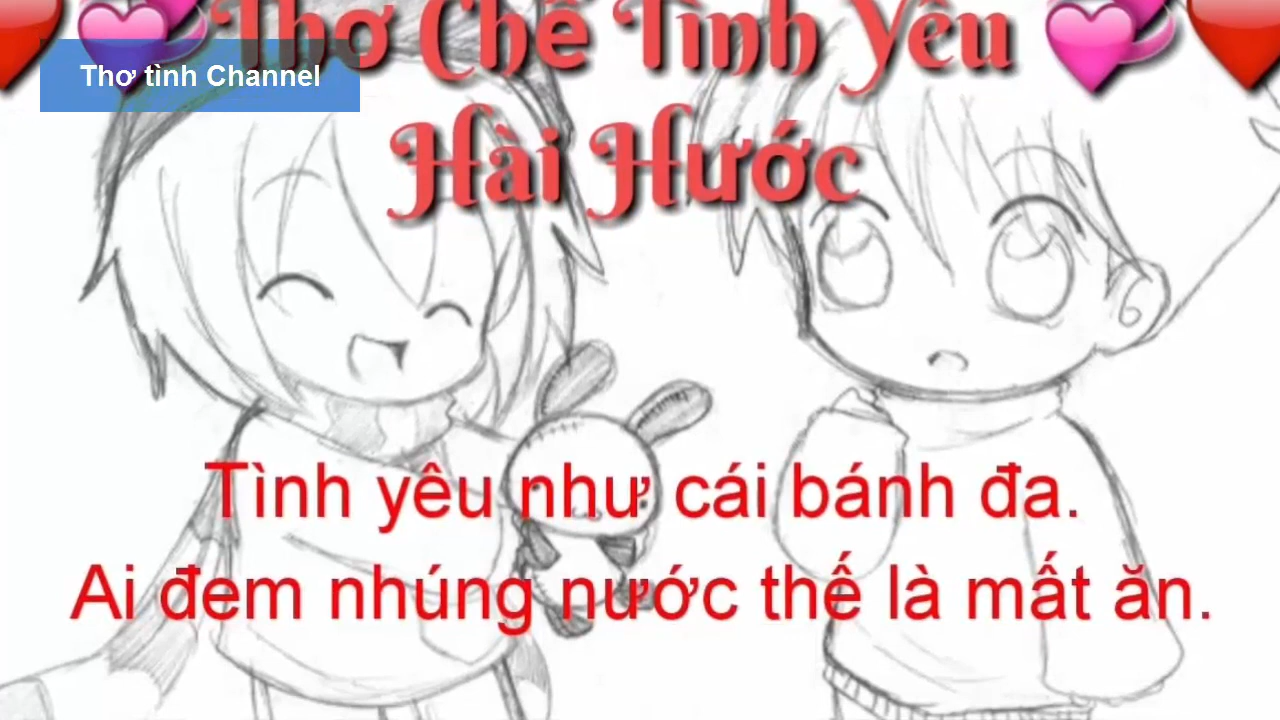 Thơ Chế Tình Yêu
Thơ tình Channel
Hài Hước
Tình yêu như cái bánh đa.
Ai đem nhúng nước thế là mất ăn.